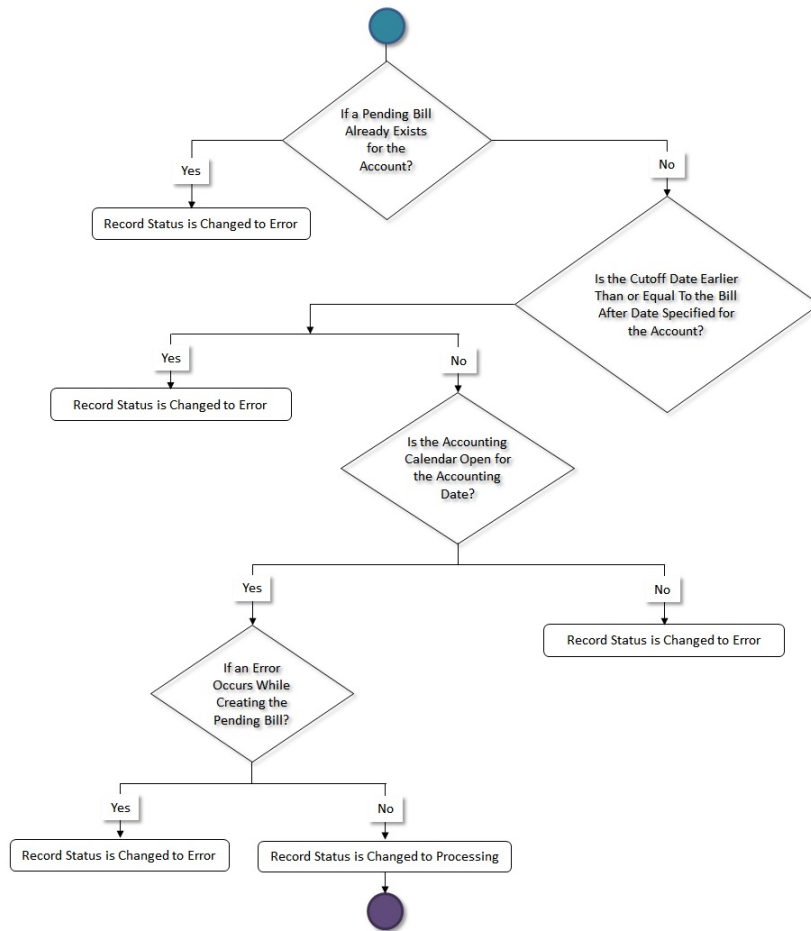 If a Pending Bill
Already Exists
for the
Account?
Yes
No
Record Status is Changed to Error
Is the Cutoff Date Earlier
Than or Equal To the Bill
After Date Specified for
the Account?
Yes
No
Record Status is Changed to Error
Is the Accounting
Calendar Open for
the Accounting
Date?
Yes
No
Record Status is Changed to Error
If an Error
Occurs While
Creating the
Pending Bill?
Yes
No
Record Status is Changed to Error
Record Status is Changed to Processing